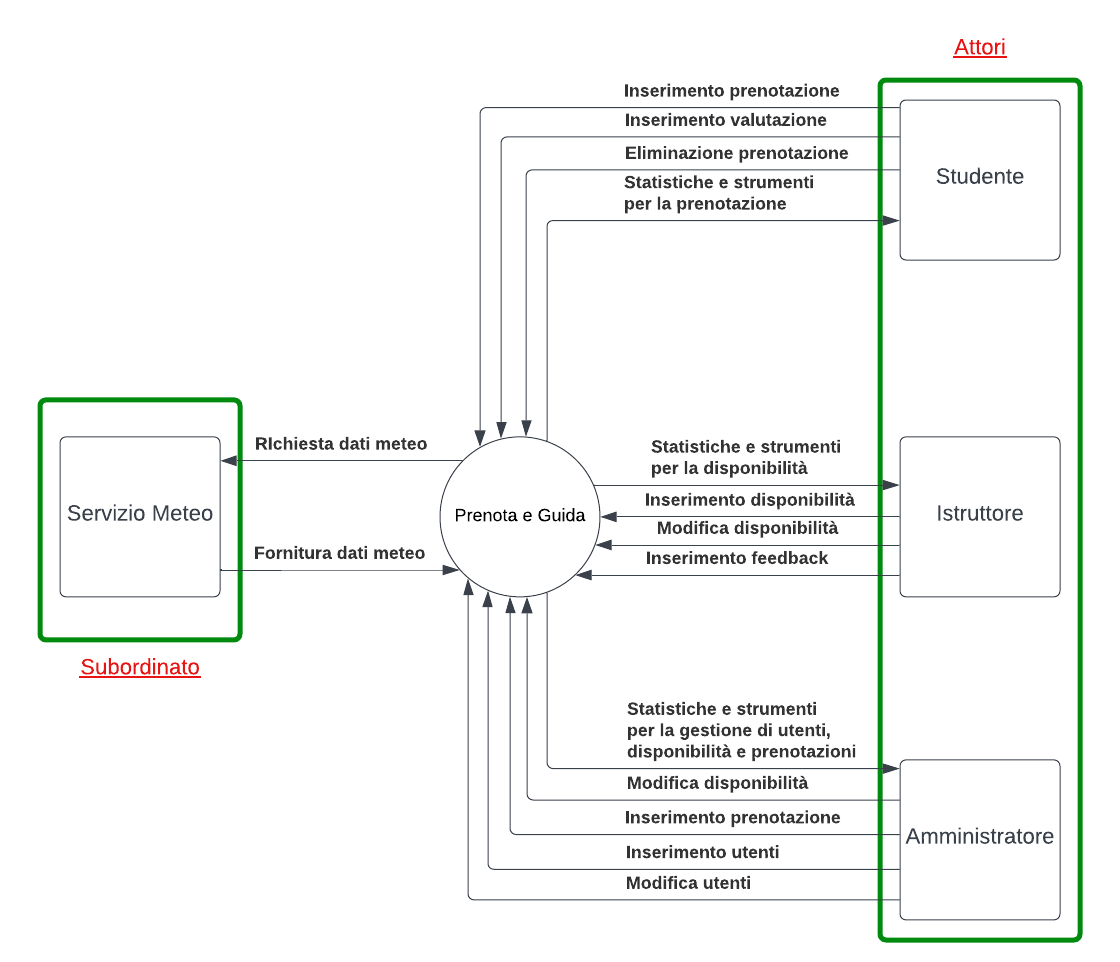 Attori
Inserimento prenotazione
Inserimento valutazione
Eliminazione prenotazione
Statistiche e strumenti
per la prenotazione
Studente
RIchiesta dati meteo
Servizio Meteo
Fornitura dati meteo
Subordinato
Prenota e Guida
Statistiche e strumenti
per la disponibilità
Inserimento disponibilità
Modifica disponibilità
Inserimento feedback
Istruttore
Statistiche e strumenti
per la gestione di utenti,
disponibilità e prenotazioni
Modifica disponibilità
Inserimento prenotazione
Inserimento utenti
Modifica utenti
Amministratore